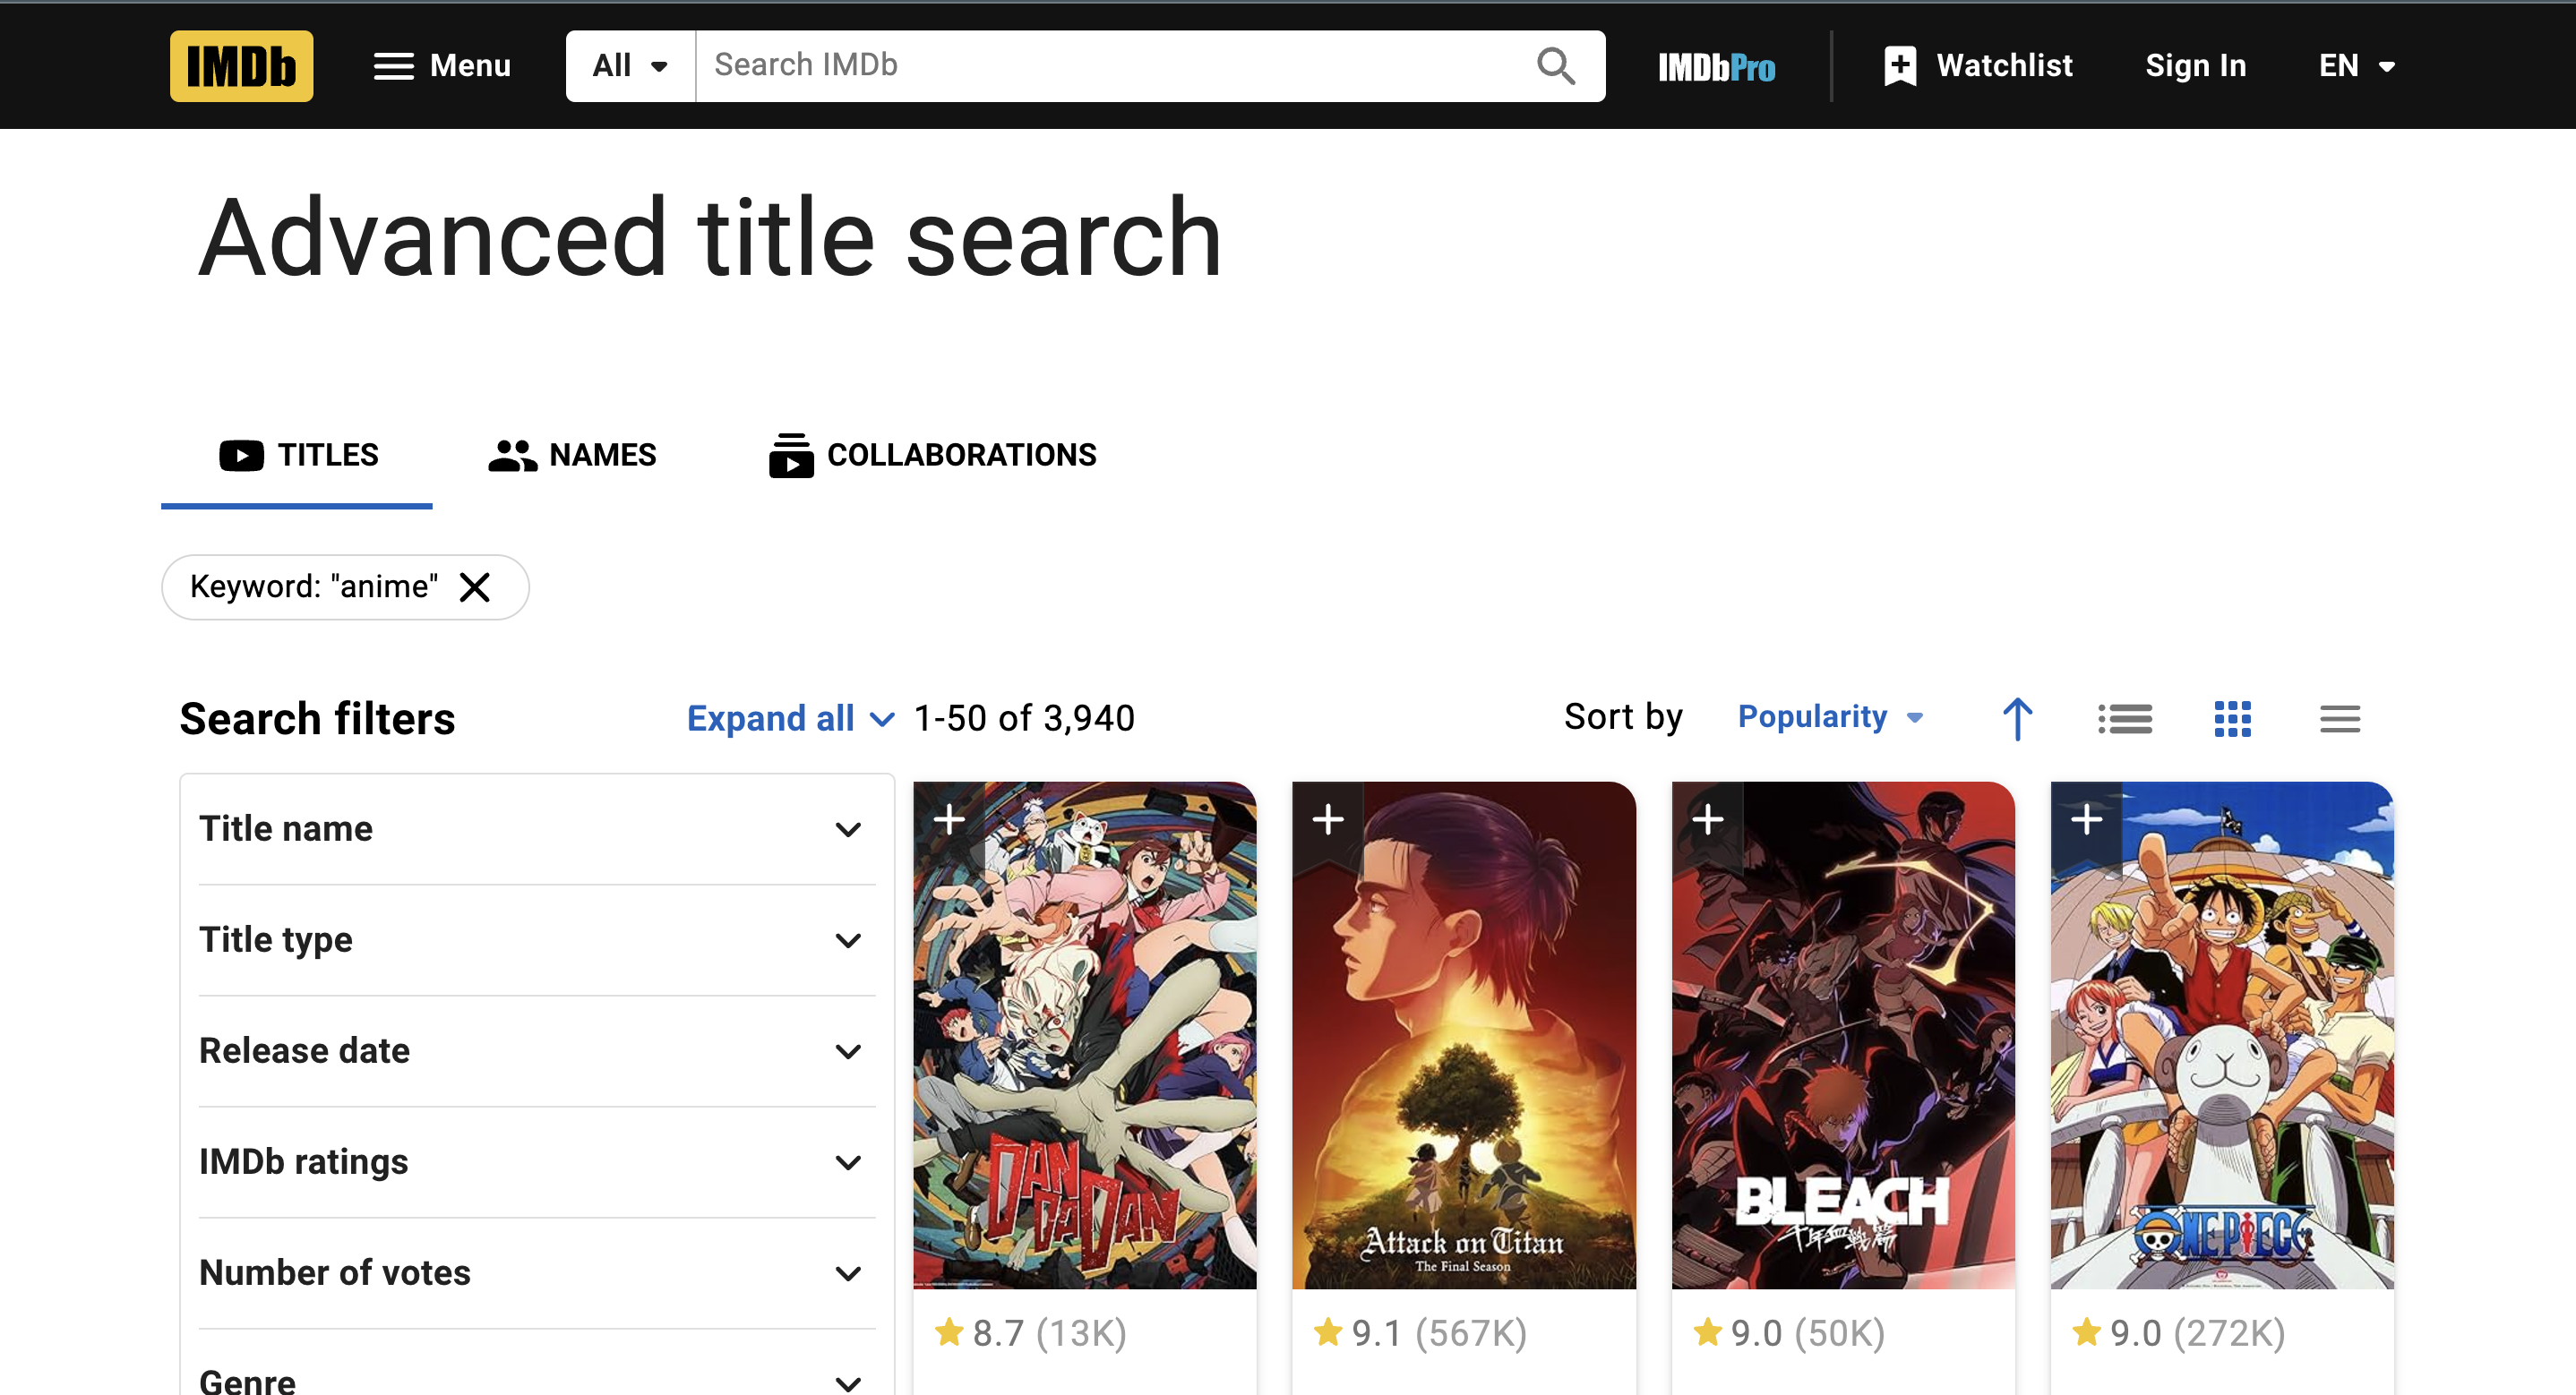 IMDb Menu All Search IMDb IMDbPro Watchlist Sign In EN
Advanced title search
TITLES NAMES COLLABORATIONS
Keyword: "anime"
Search filters Expand all 1-50 of 3,940 Sort by Popularity
Title name
Title type
Release date
IMDb ratings
Number of votes
Genre
DAN DA DAN
Attack on Titan
The Final Season
BLEACH
千年血戦篇
ONE PIECE
8.7 (13K) 9.1 (567K) 9.0 (50K) 9.0 (272K)